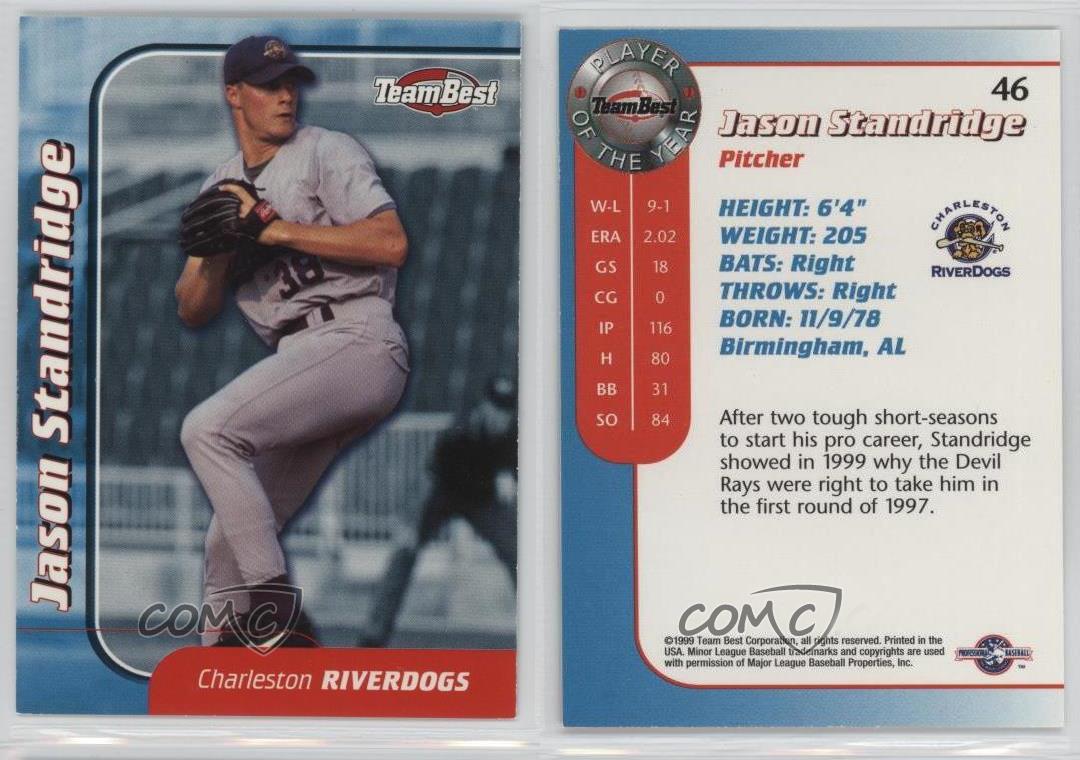 Jason Standridge
TeamBest
38
Charleston RIVERDOGS
COMC
PLAYER
TeamBest
OF THE YEAR
46
Jason Standridge
Pitcher
W-L 9-1
ERA 2.02
GS 18
CG 0
IP 116
H 80
BB 31
SO 84
HEIGHT: 6'4"
WEIGHT: 205
BATS: Right
THROWS: Right
BORN: 11/9/78
Birmingham, AL
CHARLESTON
RIVERDOGS
After two tough short-seasons
to start his pro career, Standridge
showed in 1999 why the Devil
Rays were right to take him in
the first round of 1997.
COMC
©1999 Team Best Corporation, all rights reserved. Printed in the
USA. Minor League Baseball trademarks and copyrights are used
with permission of Major League Baseball Properties, Inc.
PROFESSIONAL BASEBALL
TM